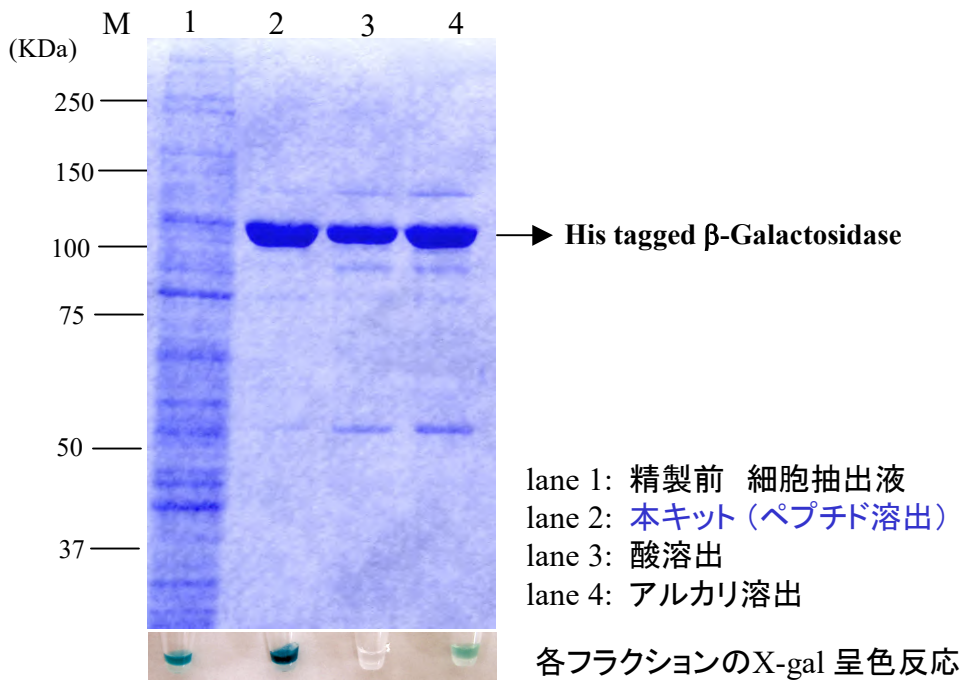 M 1 2 3 4
(KDa)
250
150
100
75
50
37
His tagged β-Galactosidase
lane 1: 精製前 細胞抽出液
lane 2: 本キット（ペプチド溶出）
lane 3: 酸溶出
lane 4: アルカリ溶出
各フラクションのX-gal 呈色反応